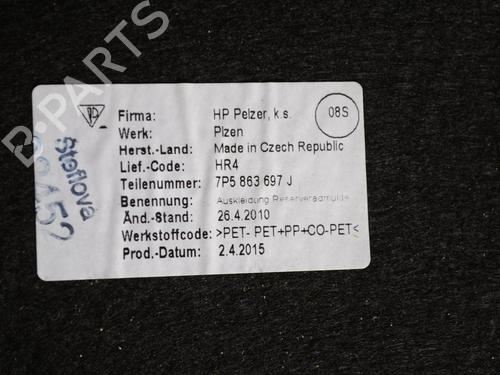 Firma: HP Pelzer, k.s. 08S
Werk: Plzen
Herst.-Land: Made in Czech Republic
Lief.-Code: HR4
Teilenummer: 7P5 863 697 J
Benennung: Auskleidung Reserveradmulde
Änd.-Stand: 26.4.2010
Werkstoffcode: >PET- PET+PP+CO-PET<
Prod.-Datum: 2.4.2015
Steflova
B-PARTS